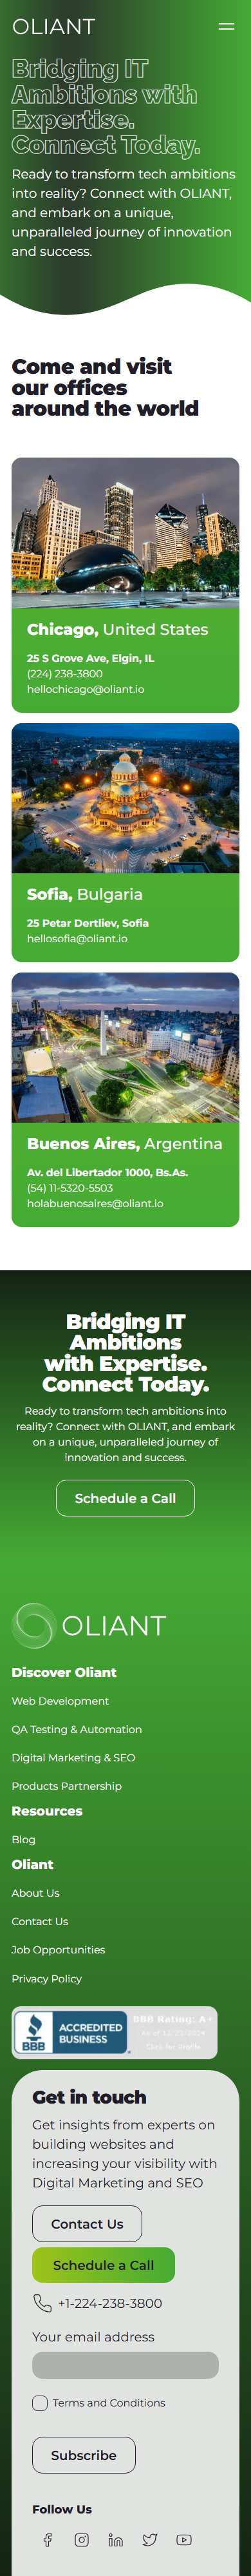 OLIANT
Bridging IT
Ambitions with
Expertise.
Connect Today.
Ready to transform tech ambitions
into reality? Connect with OLIANT,
and embark on a unique,
unparalleled journey of innovation
and success.
Come and visit
our offices
around the world
Chicago, United States
25 S Grove Ave, Elgin, IL
(224) 238-3800
hellochicago@oliant.io
Sofia, Bulgaria
25 Petar Dertliev, Sofia
hellosofia@oliant.io
Buenos Aires, Argentina
Av. del Libertador 1000, Bs.As.
(54) 11-5320-5503
holabuenosaires@oliant.io
Bridging IT
Ambitions
with Expertise.
Connect Today.
Ready to transform tech ambitions into
reality? Connect with OLIANT, and embark
on a unique, unparalleled journey of
innovation and success.
Schedule a Call
OLIANT
Discover Oliant
Web Development
QA Testing & Automation
Digital Marketing & SEO
Products Partnership
Resources
Blog
Oliant
About Us
Contact Us
Job Opportunities
Privacy Policy
BBB
ACCREDITED
BUSINESS
BBB Rating: A+
Get in touch
Get insights from experts on
building websites and
increasing your visibility with
Digital Marketing and SEO
Contact Us
Schedule a Call
+1-224-238-3800
Your email address
Terms and Conditions
Subscribe
Follow Us